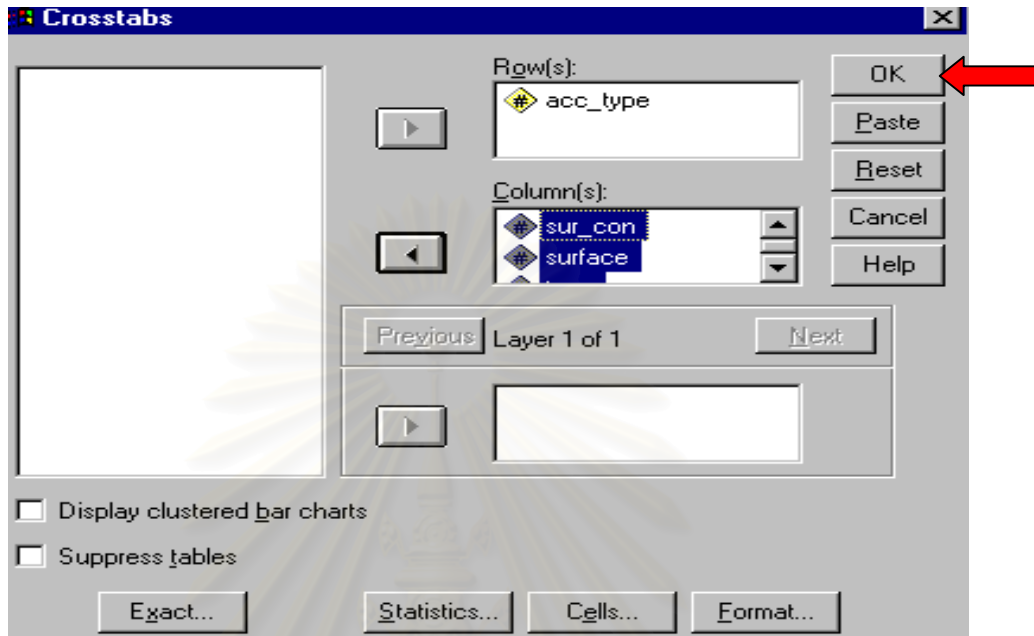 Crosstabs
Row(s):
acc_type
OK
Paste
Reset
Column(s):
sur_con
surface
Cancel
Help
Previous Layer 1 of 1 Next
Display clustered bar charts
Suppress tables
Exact... Statistics... Cells... Format...